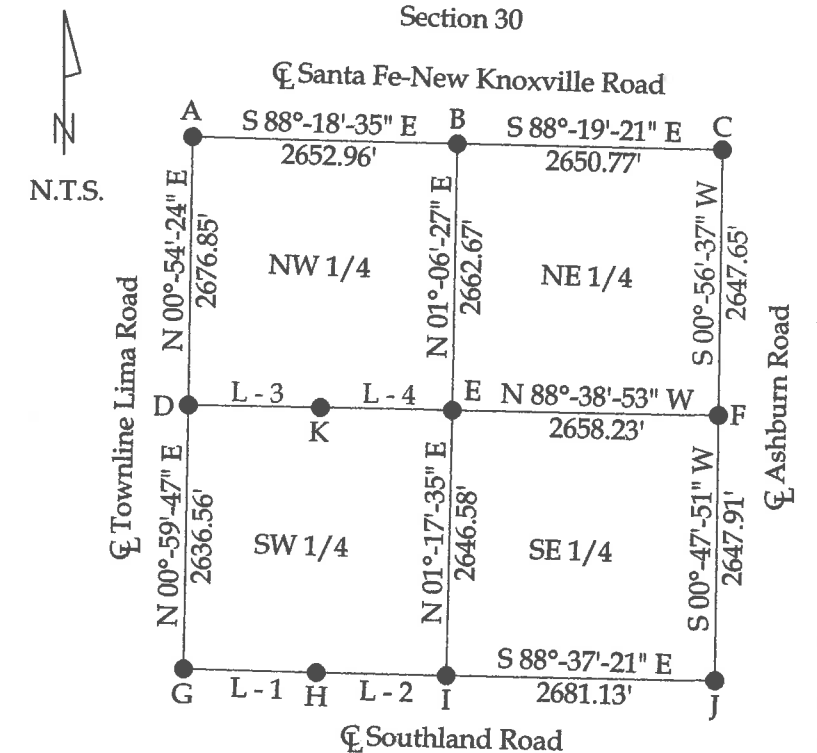 Section 30
℄ Santa Fe-New Knoxville Road
N
N.T.S.
A
S 88°-18'-35" E
2652.96'
B
S 88°-19'-21" E
2650.77'
C
N 00°-54'-24" E
2676.85'
NW 1/4
N 01°-06'-27" E
2662.67'
NE 1/4
S 00°-56'-37" W
2647.65'
℄ Townline Lima Road
℄ Ashburn Road
D
L - 3
K
L - 4
E
N 88°-38'-53" W
2658.23'
F
N 00°-59'-47" E
2636.56'
SW 1/4
N 01°-17'-35" E
2646.58'
SE 1/4
S 00°-47'-51" W
2647.91'
G
L - 1
H
L - 2
I
S 88°-37'-21" E
2681.13'
J
℄ Southland Road